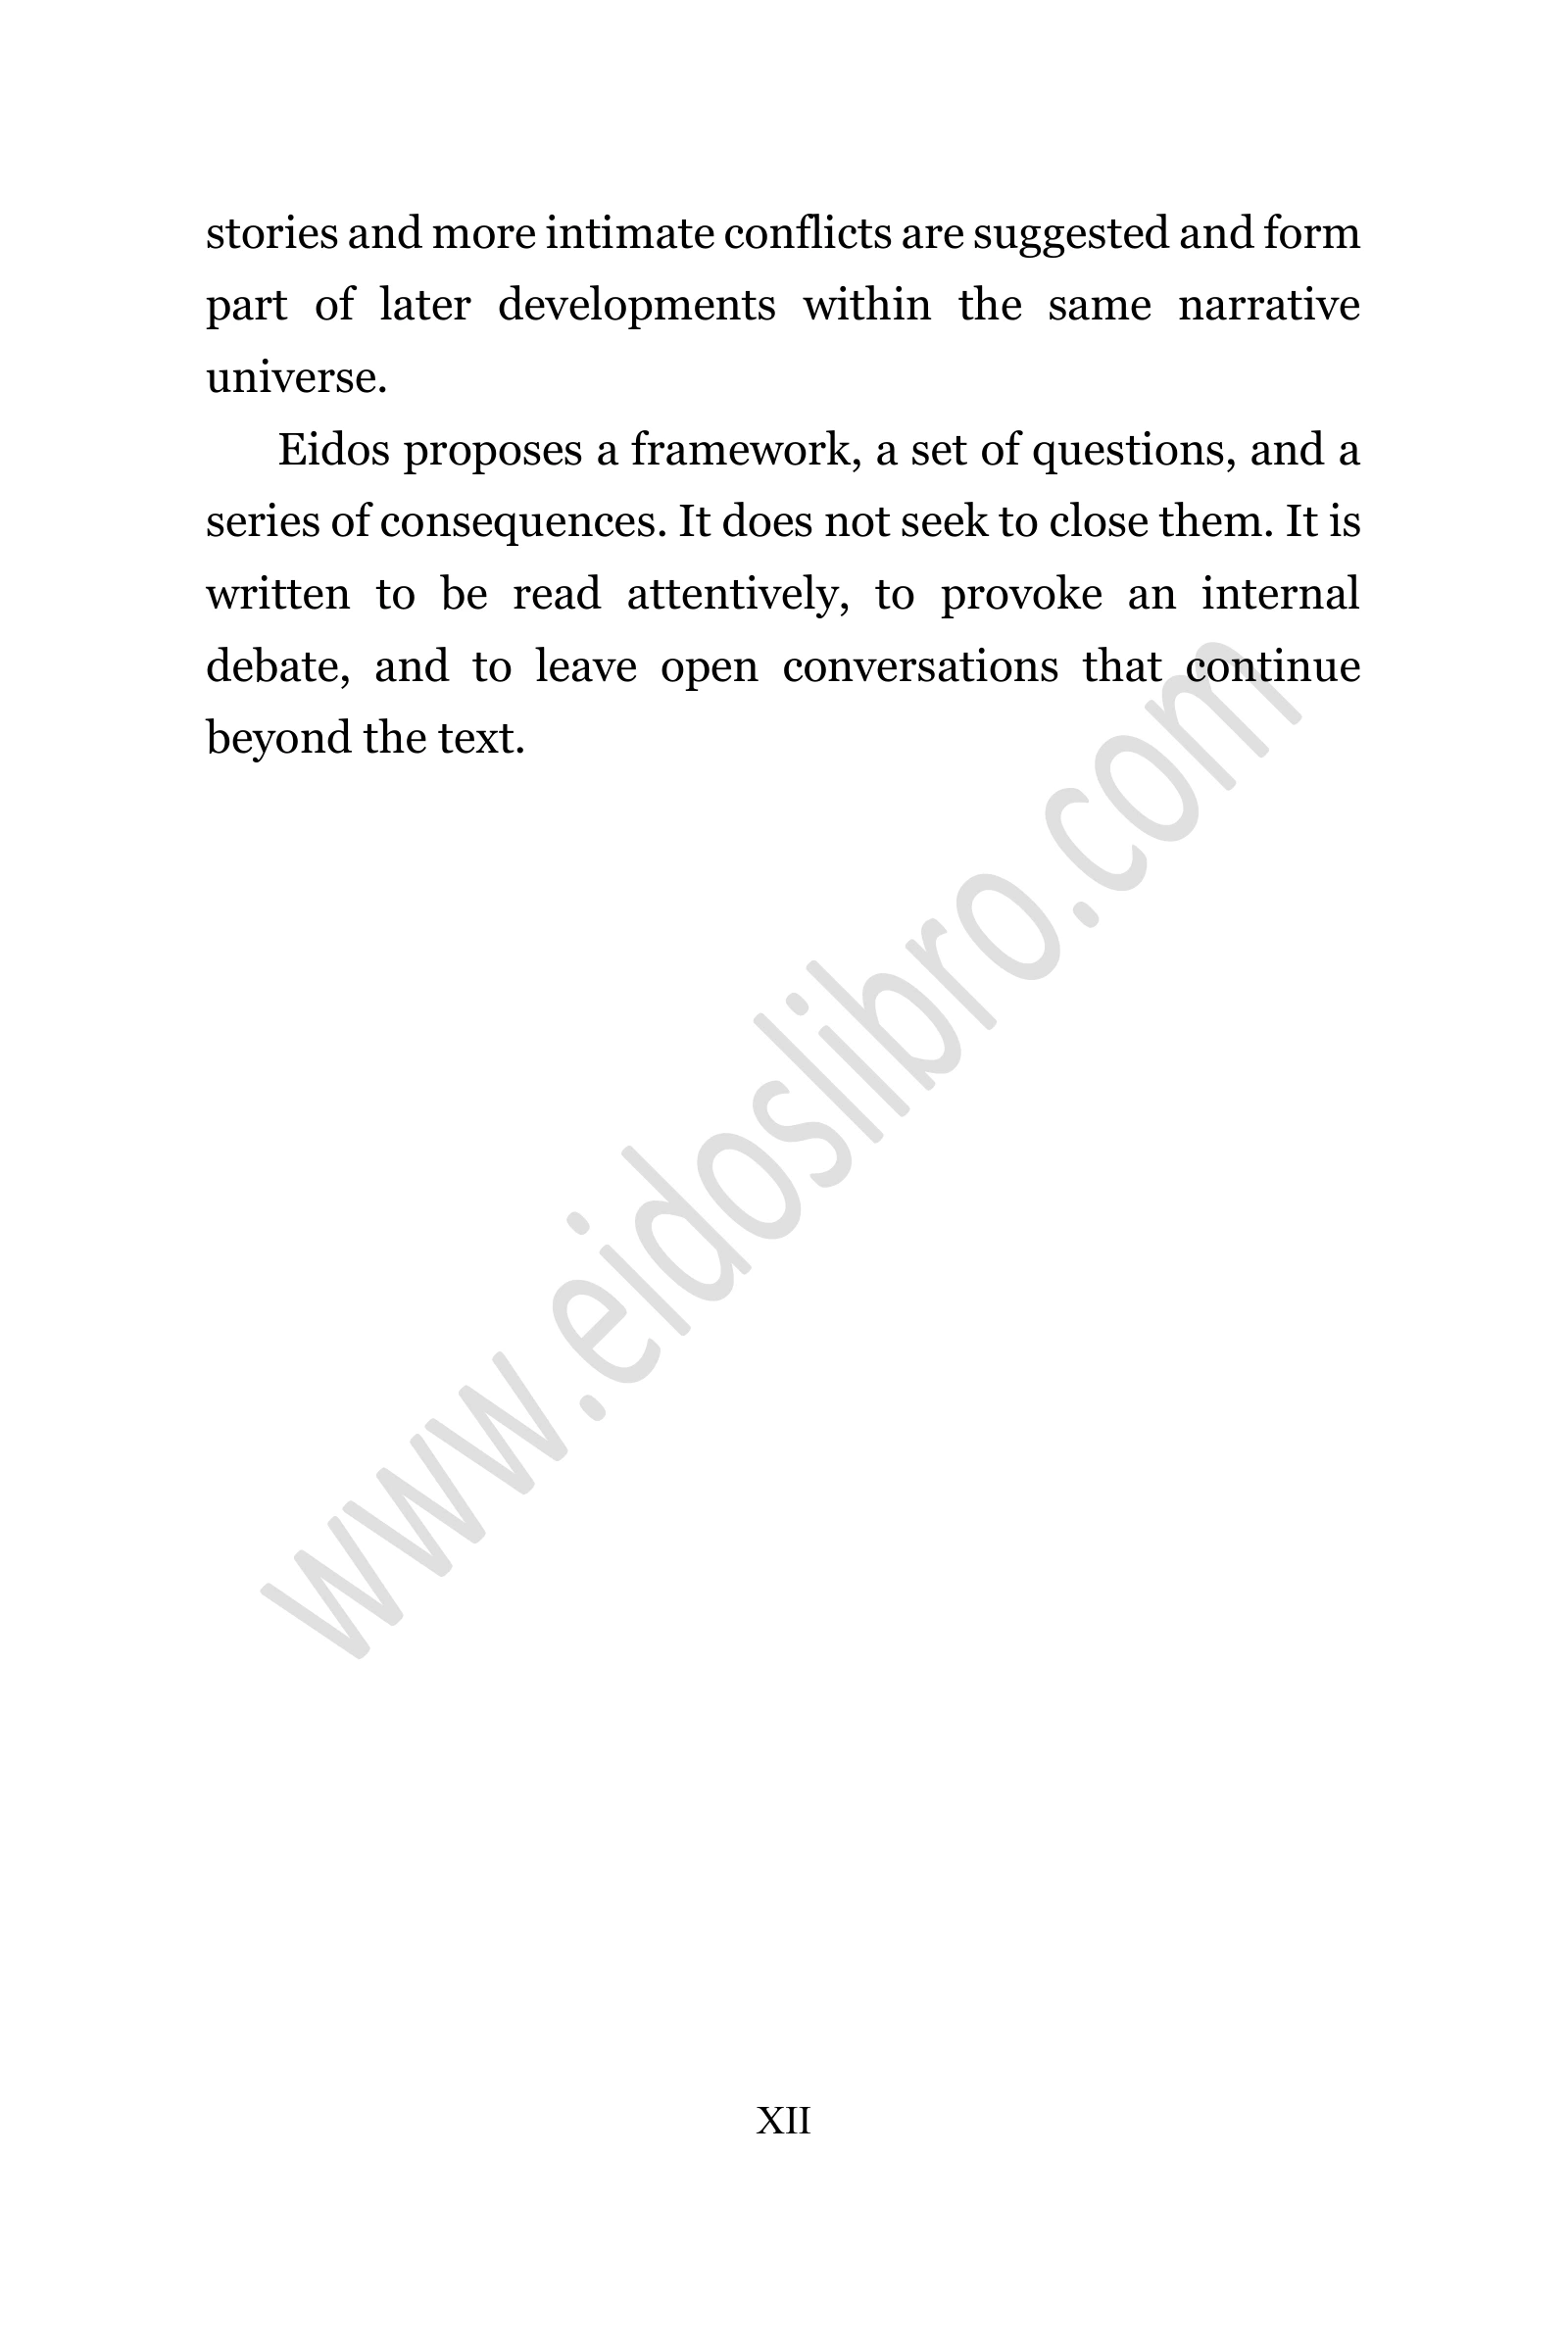 stories and more intimate conflicts are suggested and form
part of later developments within the same narrative
universe.
Eidos proposes a framework, a set of questions, and a
series of consequences. It does not seek to close them. It is
written to be read attentively, to provoke an internal
debate, and to leave open conversations that continue
beyond the text.
www.eidoslibro.com
XII